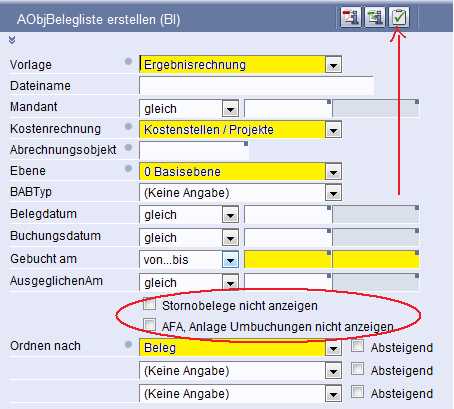 AObjBelegliste erstellen (BI)
Vorlage Ergebnisrechnung
Dateiname
Mandant gleich
Kostenrechnung Kostenstellen / Projekte
Abrechnungsobjekt
Ebene 0 Basisebene
BABTyp (Keine Angabe)
Belegdatum gleich
Buchungsdatum gleich
Gebucht am von...bis
AusgeglichenAm gleich
Stornobelege nicht anzeigen
AFA, Anlage Umbuchungen nicht anzeigen
Ordnen nach Beleg Absteigend
(Keine Angabe) Absteigend
(Keine Angabe) Absteigend